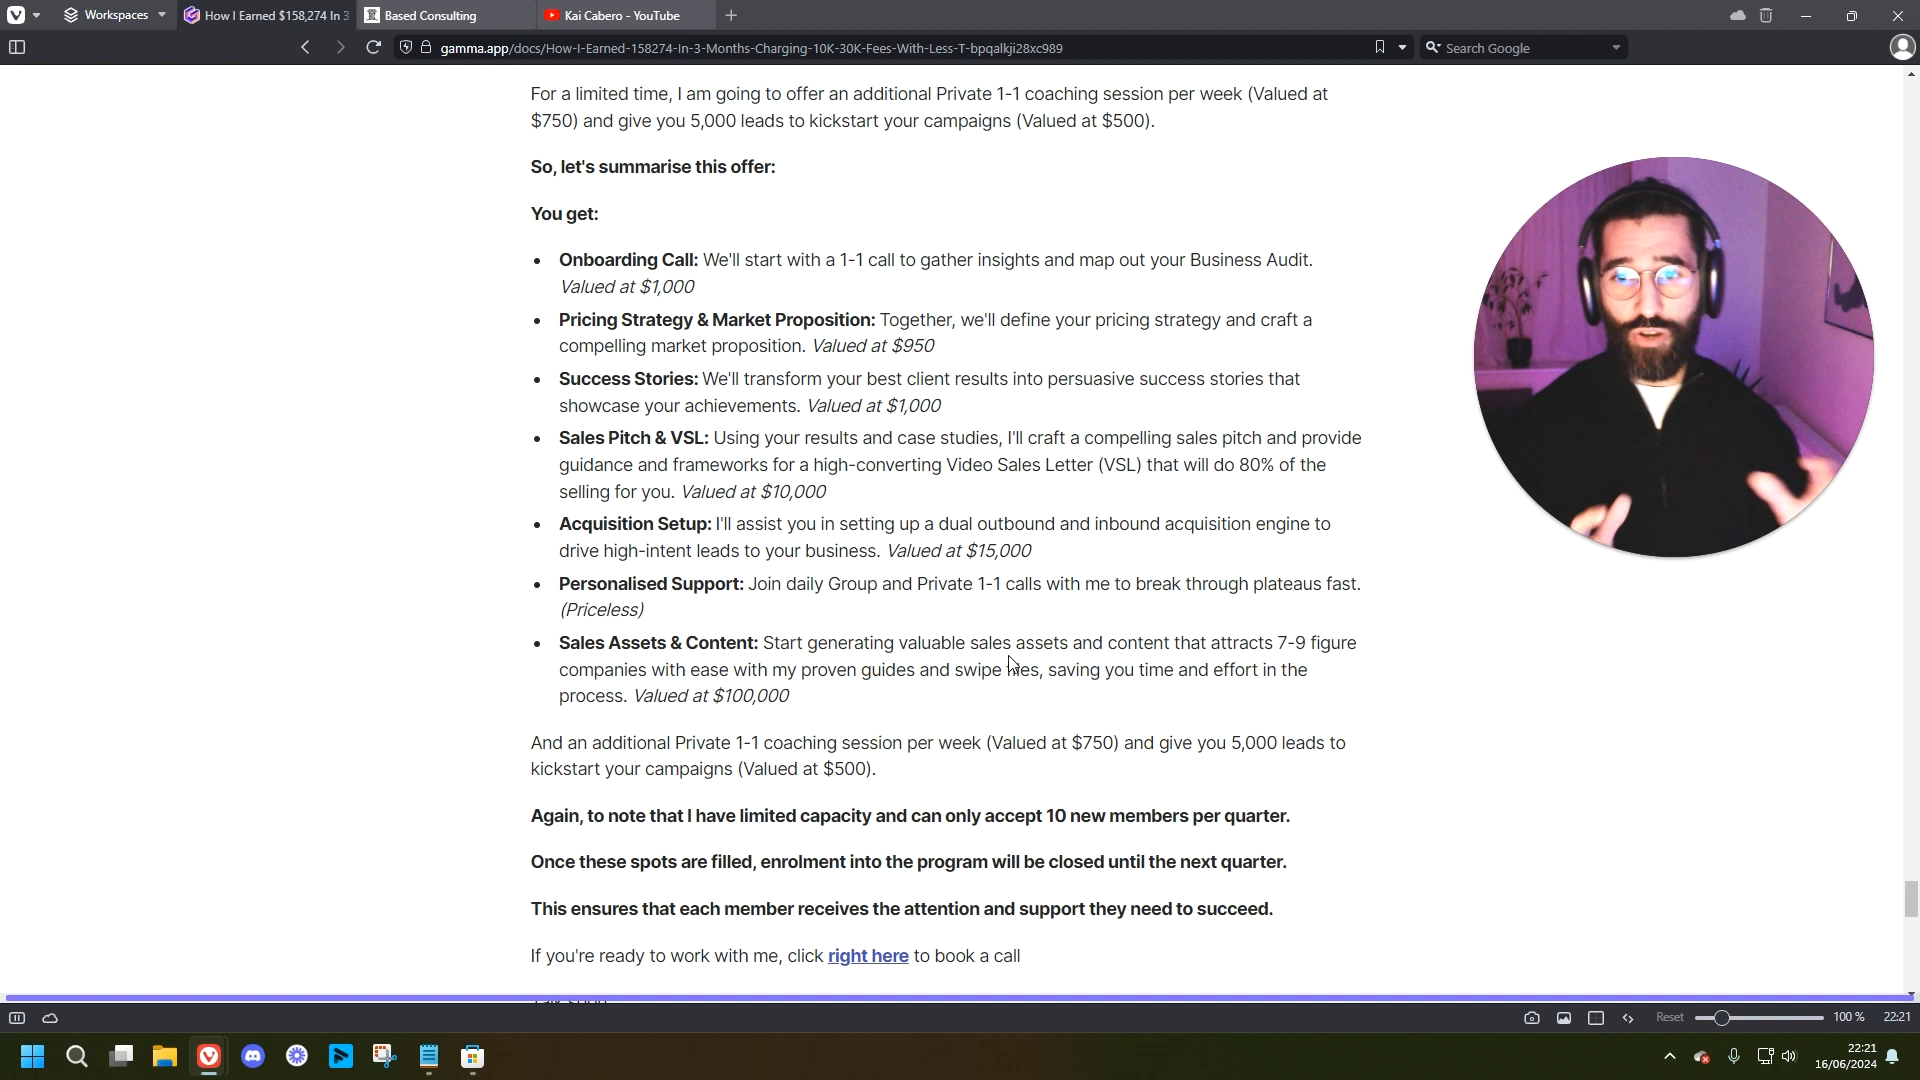 Workspaces
How I Earned $158,274 In 3
Based Consulting
Kai Cabero - YouTube
gamma.app/docs/How-I-Earned-158274-In-3-Months-Charging-10K-30K-Fees-With-Less-T-bpqalkji28xc989
Search Google
For a limited time, I am going to offer an additional Private 1-1 coaching session per week (Valued at
$750) and give you 5,000 leads to kickstart your campaigns (Valued at $500).
So, let's summarise this offer:
You get:
• Onboarding Call: We'll start with a 1-1 call to gather insights and map out your Business Audit.
Valued at $1,000
• Pricing Strategy & Market Proposition: Together, we'll define your pricing strategy and craft a
compelling market proposition. Valued at $950
• Success Stories: We'll transform your best client results into persuasive success stories that
showcase your achievements. Valued at $1,000
• Sales Pitch & VSL: Using your results and case studies, I'll craft a compelling sales pitch and provide
guidance and frameworks for a high-converting Video Sales Letter (VSL) that will do 80% of the
selling for you. Valued at $10,000
• Acquisition Setup: I'll assist you in setting up a dual outbound and inbound acquisition engine to
drive high-intent leads to your business. Valued at $15,000
• Personalised Support: Join daily Group and Private 1-1 calls with me to break through plateaus fast.
(Priceless)
• Sales Assets & Content: Start generating valuable sales assets and content that attracts 7-9 figure
companies with ease with my proven guides and swipe files, saving you time and effort in the
process. Valued at $100,000
And an additional Private 1-1 coaching session per week (Valued at $750) and give you 5,000 leads to
kickstart your campaigns (Valued at $500).
Again, to note that I have limited capacity and can only accept 10 new members per quarter.
Once these spots are filled, enrolment into the program will be closed until the next quarter.
This ensures that each member receives the attention and support they need to succeed.
If you're ready to work with me, click right here to book a call
Reset
100 %
22:21
22:21
16/06/2024